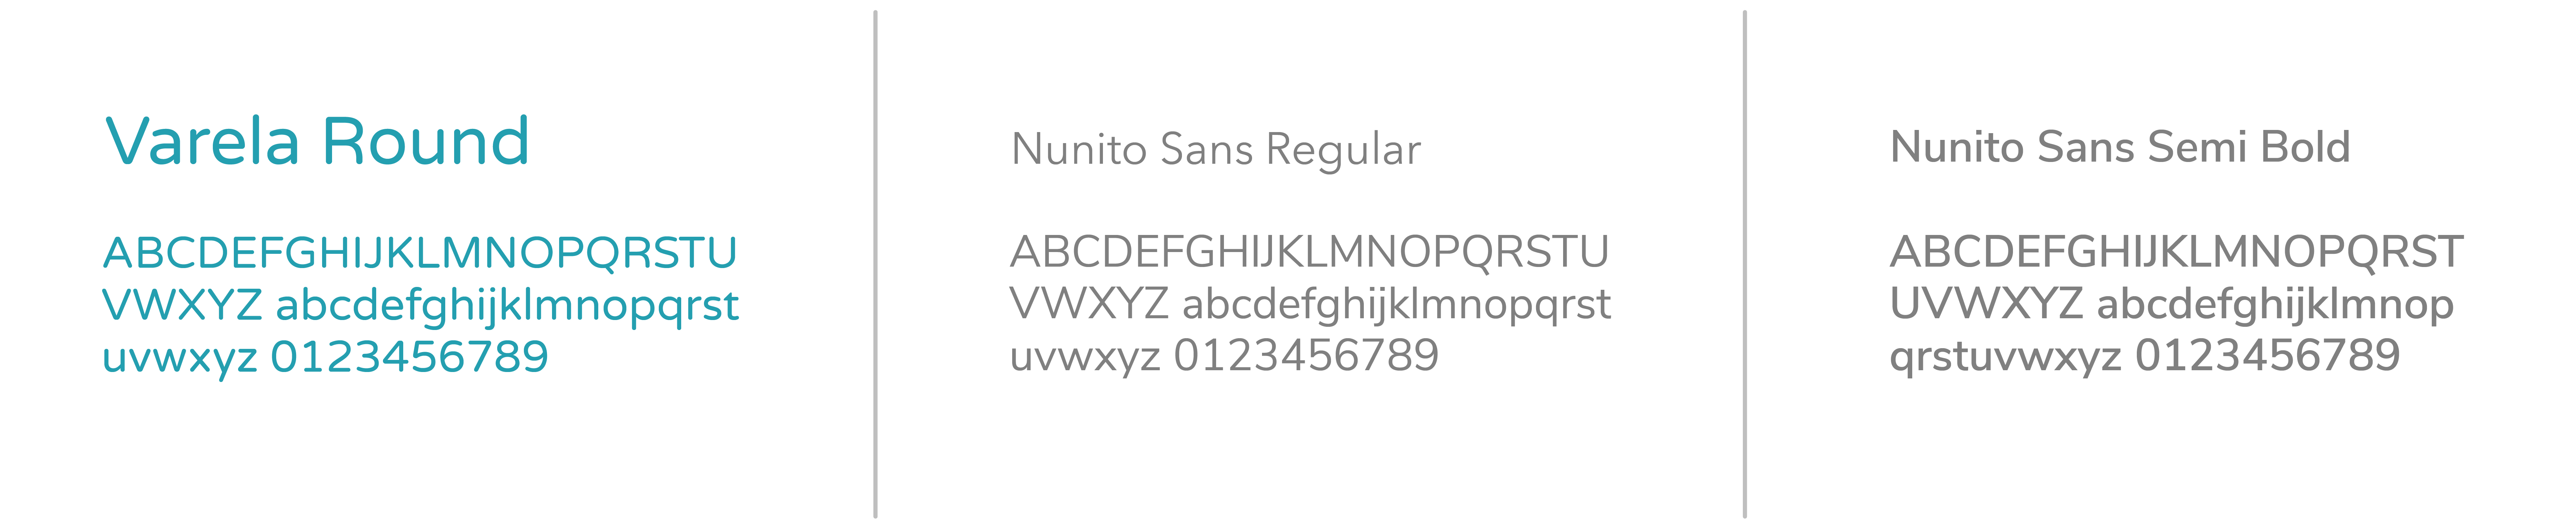 Varela Round
ABCDEFGHIJKLMNOPQRSTU
VWXYZ abcdefghijklmnopqrst
uvwxyz 0123456789
Nunito Sans Regular
ABCDEFGHIJKLMNOPQRSTU
VWXYZ abcdefghijklmnopqrst
uvwxyz 0123456789
Nunito Sans Semi Bold
ABCDEFGHIJKLMNOPQRST
UVWXYZ abcdefghijklmnop
qrstuvwxyz 0123456789